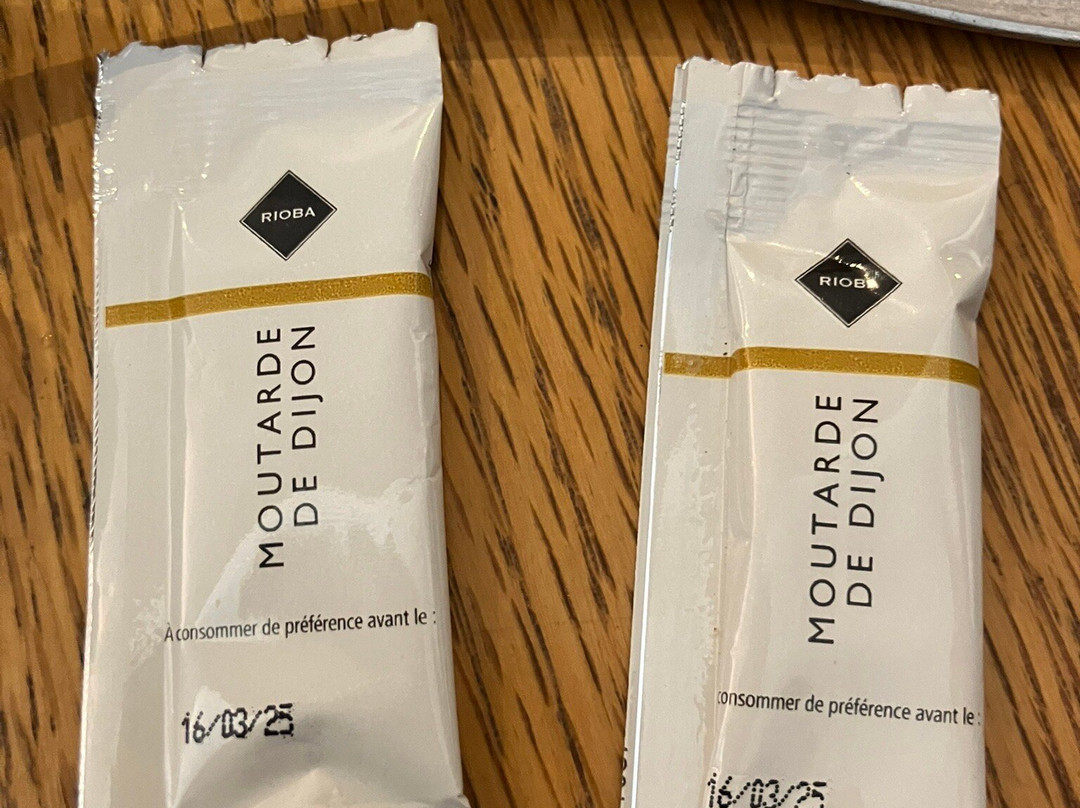 RIOBA
MOUTARDE
DE DIJON
À consommer de préférence avant le :
16/03/25
RIOB
MOUTARDE
DE DIJON
consommer de préférence avant le :
16/03/25